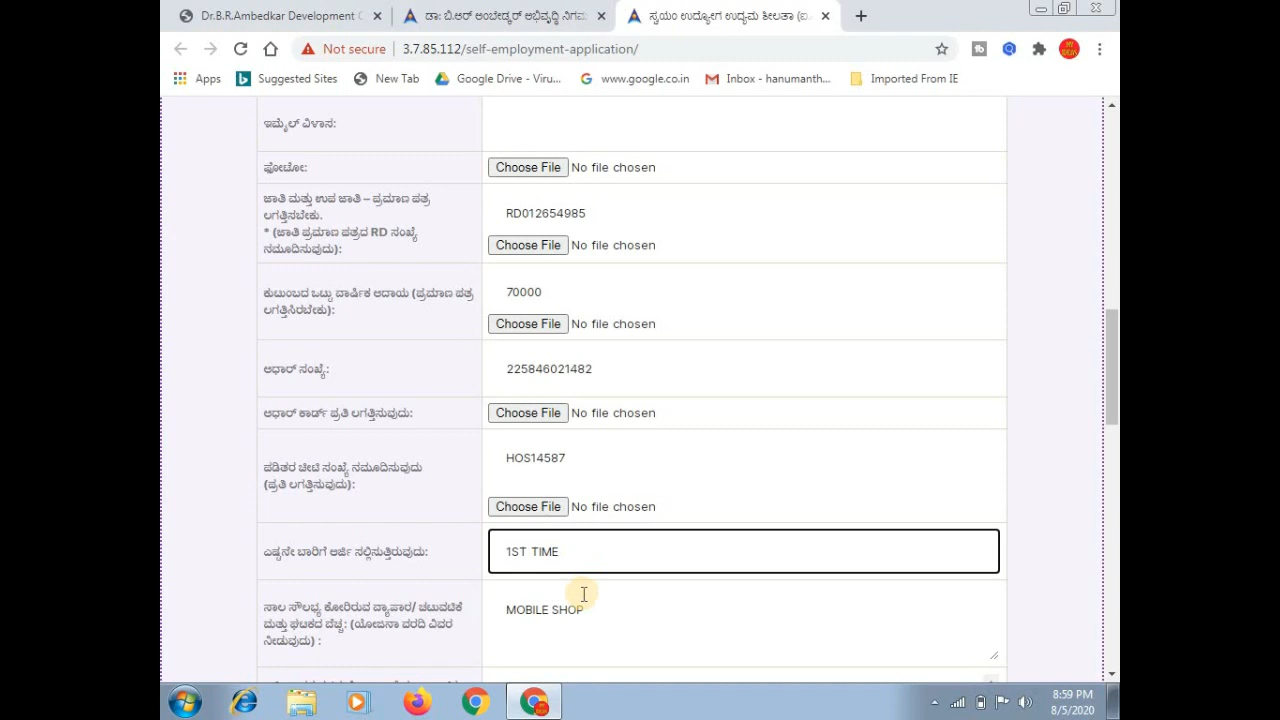 Dr.B.R.Ambedkar Development C
ಡಾ: ಬಿ.ಆರ್ ಅಂಬೇಡ್ಕರ್ ಅಭಿವೃದ್ಧಿ ನಿಗಮ
ಸ್ವಯಂ ಉದ್ಯೋಗ ಉದ್ಯಮ ಶೀಲತಾ (ಐ
Not secure 3.7.85.112/self-employment-application/
Apps Suggested Sites New Tab Google Drive - Viru... www.google.co.in Inbox - hanumanth... Imported From IE
ಇಮೈಲ್ ವಿಳಾಸ:
ಫೋಟೋ: Choose File No file chosen
ಜಾತಿ ಮತ್ತು ಉಪ ಜಾತಿ – ಪ್ರಮಾಣ ಪತ್ರ
ಲಗತ್ತಿಸಬೇಕು.
* (ಜಾತಿ ಪ್ರಮಾಣ ಪತ್ರದ RD ಸಂಖ್ಯೆ
ನಮೂದಿಸುವುದು):
RD012654985
Choose File No file chosen
ಕುಟುಂಬದ ಒಟ್ಟು ವಾರ್ಷಿಕ ಆದಾಯ (ಪ್ರಮಾಣ ಪತ್ರ
ಲಗತ್ತಿಸಿರಬೇಕು):
70000
Choose File No file chosen
ಆಧಾರ್ ಸಂಖ್ಯೆ: 225846021482
ಆಧಾರ್ ಕಾರ್ಡ್ ಪ್ರತಿ ಲಗತ್ತಿಸುವುದು: Choose File No file chosen
ಪಡಿತರ ಚೀಟಿ ಸಂಖ್ಯೆ ನಮೂದಿಸುವುದು
(ಪ್ರತಿ ಲಗತ್ತಿಸುವುದು):
HOS14587
Choose File No file chosen
ಎಷ್ಟನೇ ಬಾರಿಗೆ ಅರ್ಜಿ ಸಲ್ಲಿಸುತ್ತಿರುವುದು: 1ST TIME
ಸಾಲ ಸೌಲಭ್ಯ ಕೋರಿರುವ ವ್ಯಾಪಾರ/ ಚಟುವಟಿಕೆ
ಮತ್ತು ಘಟಕದ ವೆಚ್ಚ: (ಯೋಜನಾ ವರದಿ ವಿವರ
ನೀಡುವುದು) :
MOBILE SHOP
8:59 PM
8/5/2020